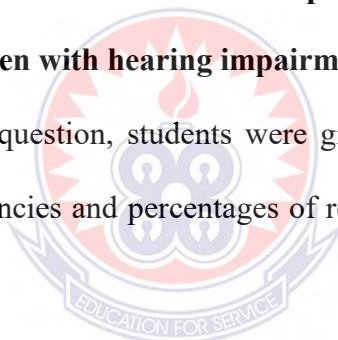 en with hearing impairm
question, students were g
ncies and percentages of r
EDUCATION FOR SERVICE